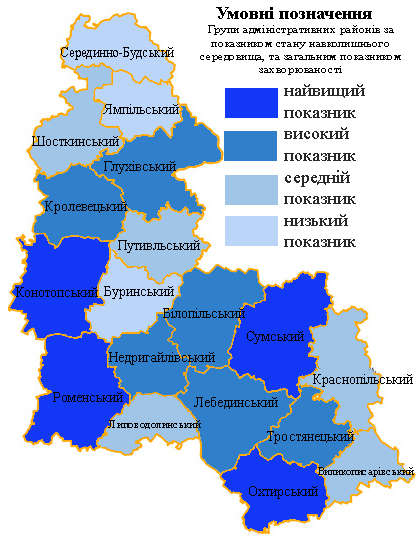 Умовні позначення
Групи адміністративних районів за
показником стану навколишнього
середовища, та загальним показником
захворюваності
найвищий
показник
високий
показник
середній
показник
низький
показник
Середино-Будський
Ямпільський
Шосткинський
Глухівський
Кролевецький
Путивльський
Конотопський
Буринський
Білопільський
Сумський
Недригайлівський
Краснопільський
Роменський
Лебединський
Липоводолинський
Тростянецький
Великописарівський
Охтирський